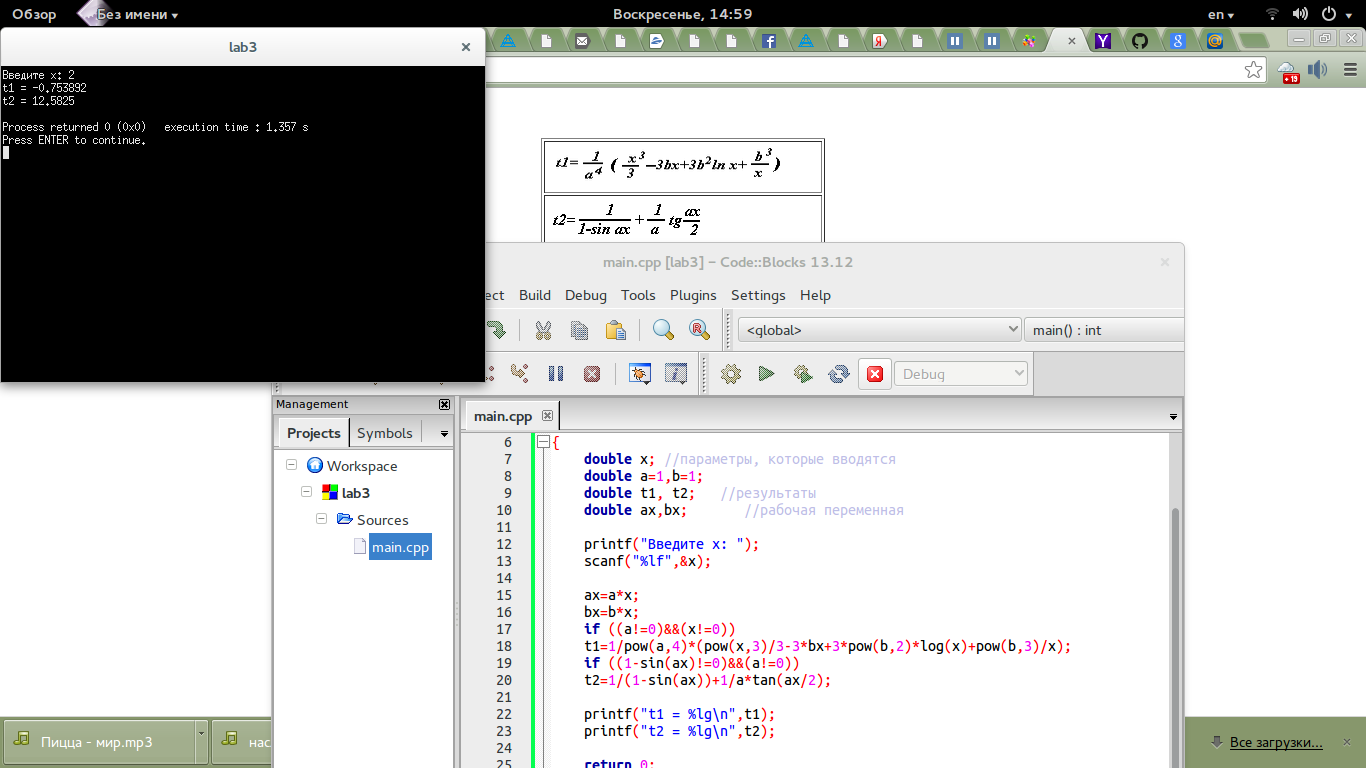 Обзор
Без имени
Воскресенье, 14:59
en
lab3
Введите x: 2
t1 = -0.753892
t2 = 12.5825
Process returned 0 (0x0)   execution time : 1.357 s
Press ENTER to continue.
+15
t1= 1/a^4 ( x^3/3 -3bx+3b^2 ln x+ b^3/x )
t2= 1/1-sin ax + 1/a tg ax/2
main.cpp [lab3] - Code::Blocks 13.12
ect Build Debug Tools Plugins Settings Help
<global>
main() : int
Debug
Management
Projects
Symbols
Workspace
lab3
Sources
main.cpp
main.cpp
6 {
7 double x; //параметры, которые вводятся
8 double a=1,b=1;
9 double t1, t2;   //результаты
10 double ax,bx;       //рабочая переменная
11
12 printf("Введите x: ");
13 scanf("%lf",&x);
14
15 ax=a*x;
16 bx=b*x;
17 if ((a!=0)&&(x!=0))
18 t1=1/pow(a,4)*(pow(x,3)/3-3*bx+3*pow(b,2)*log(x)+pow(b,3)/x);
19 if ((1-sin(ax)!=0)&&(a!=0))
20 t2=1/(1-sin(ax))+1/a*tan(ax/2);
21
22 printf("t1 = %lg\n",t1);
23 printf("t2 = %lg\n",t2);
24
25 return 0;
Пицца - мир.mp3
нас
Все загрузки...